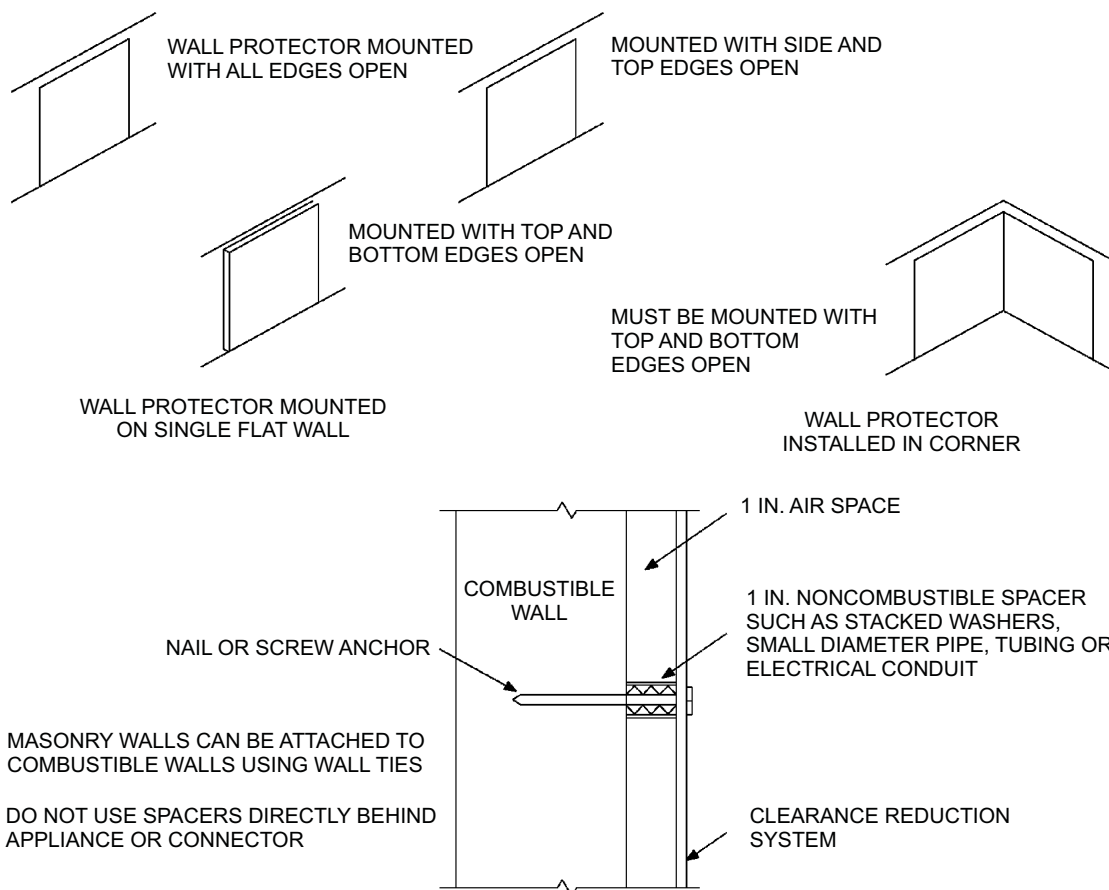 WALL PROTECTOR MOUNTED
WITH ALL EDGES OPEN
MOUNTED WITH SIDE AND
TOP EDGES OPEN
MOUNTED WITH TOP AND
BOTTOM EDGES OPEN
MUST BE MOUNTED WITH
TOP AND BOTTOM
EDGES OPEN
WALL PROTECTOR MOUNTED
ON SINGLE FLAT WALL
WALL PROTECTOR
INSTALLED IN CORNER
1 IN. AIR SPACE
COMBUSTIBLE
WALL
1 IN. NONCOMBUSTIBLE SPACER
SUCH AS STACKED WASHERS,
SMALL DIAMETER PIPE, TUBING OR
ELECTRICAL CONDUIT
NAIL OR SCREW ANCHOR
MASONRY WALLS CAN BE ATTACHED TO
COMBUSTIBLE WALLS USING WALL TIES
DO NOT USE SPACERS DIRECTLY BEHIND
APPLIANCE OR CONNECTOR
CLEARANCE REDUCTION
SYSTEM